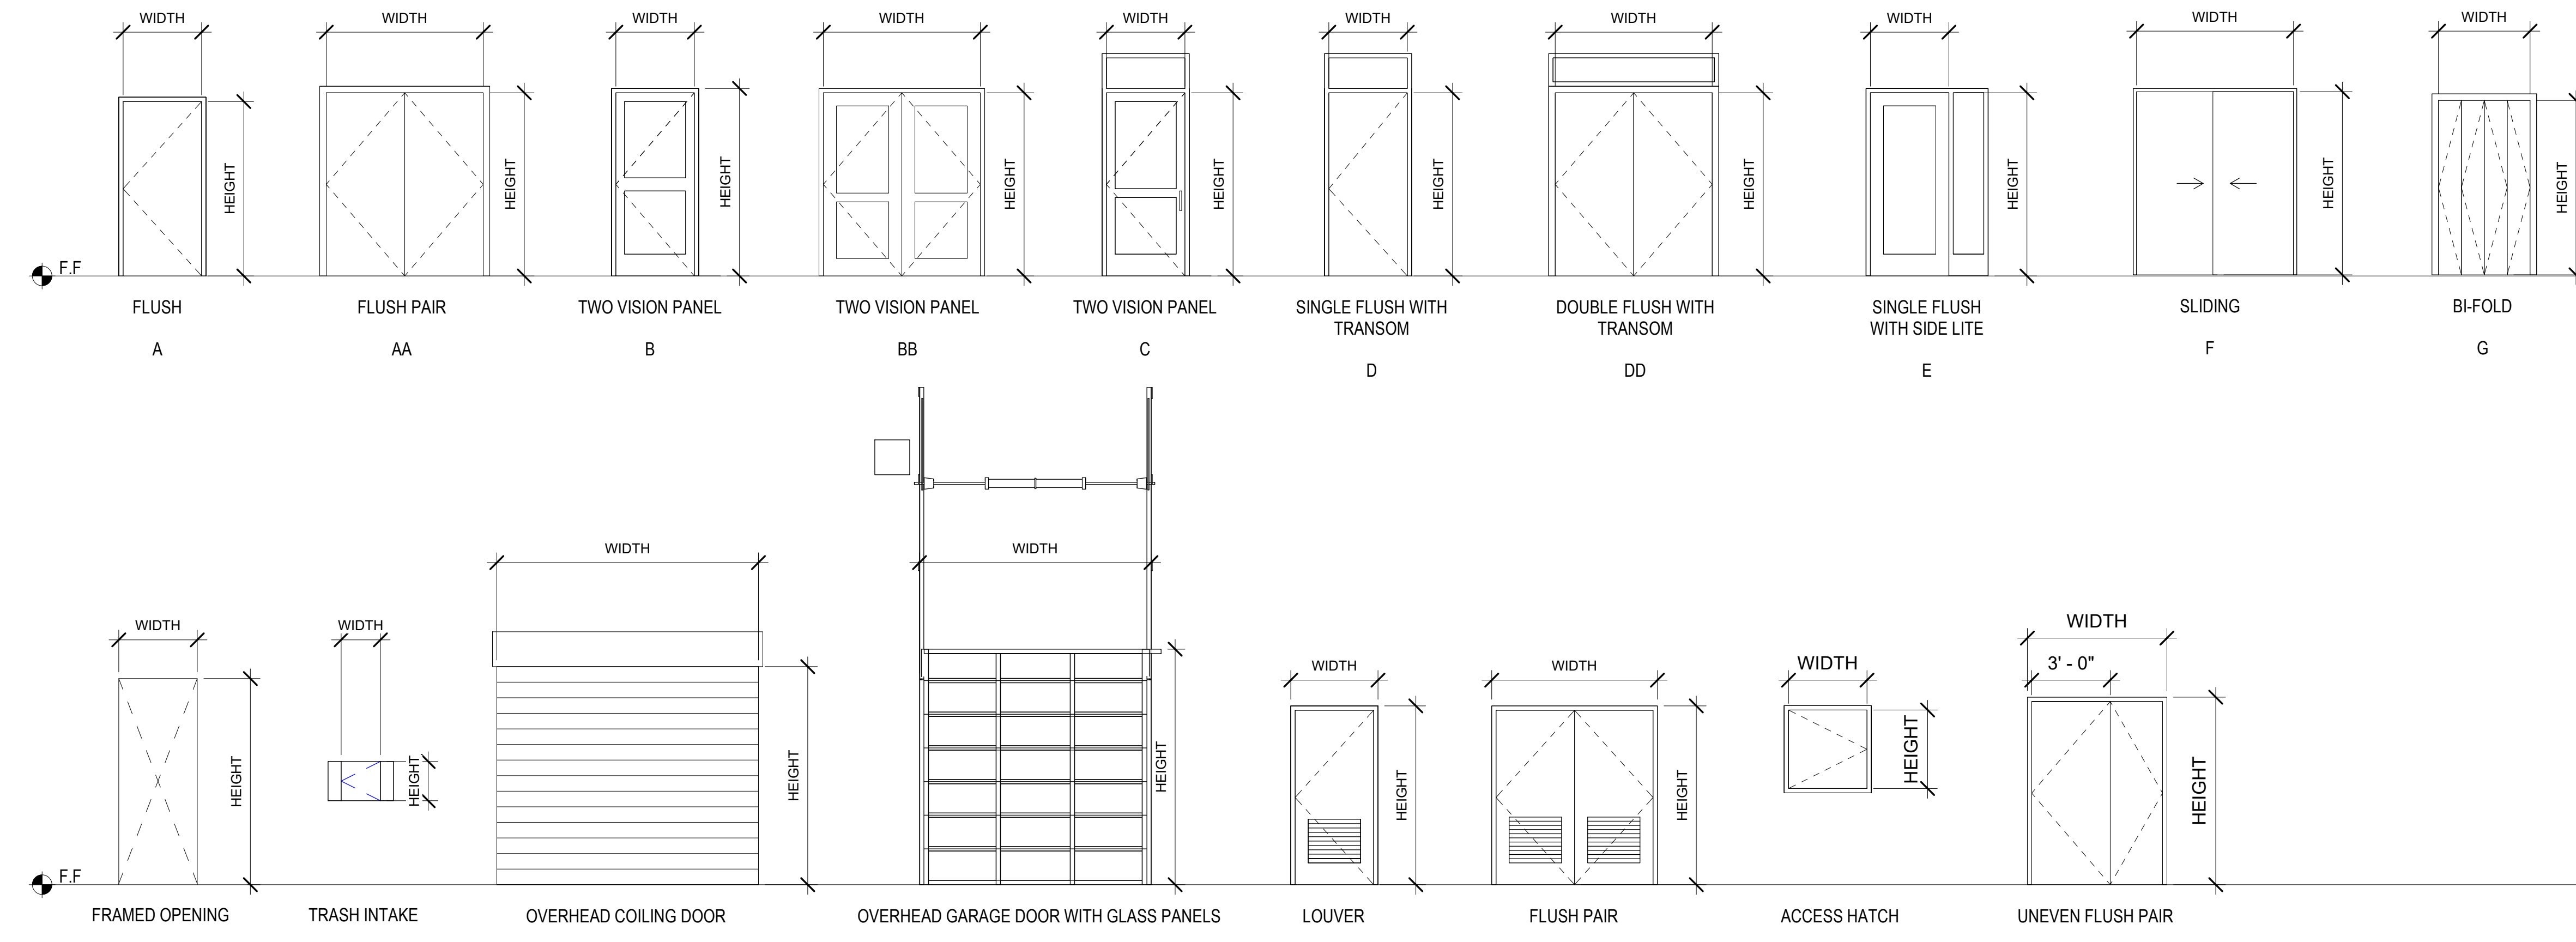 WIDTH WIDTH WIDTH WIDTH WIDTH WIDTH WIDTH WIDTH WIDTH WIDTH
HEIGHT HEIGHT HEIGHT HEIGHT HEIGHT HEIGHT HEIGHT HEIGHT HEIGHT HEIGHT
F.F
FLUSH
A
FLUSH PAIR
AA
TWO VISION PANEL
B
TWO VISION PANEL
BB
TWO VISION PANEL
C
SINGLE FLUSH WITH
TRANSOM
D
DOUBLE FLUSH WITH
TRANSOM
DD
SINGLE FLUSH
WITH SIDE LITE
E
SLIDING
F
BI-FOLD
G
WIDTH WIDTH WIDTH WIDTH WIDTH WIDTH WIDTH WIDTH
3' - 0"
HEIGHT HEIGHT HEIGHT HEIGHT HEIGHT HEIGHT HEIGHT HEIGHT
F.F
FRAMED OPENING
TRASH INTAKE
OVERHEAD COILING DOOR
OVERHEAD GARAGE DOOR WITH GLASS PANELS
LOUVER
FLUSH PAIR
ACCESS HATCH
UNEVEN FLUSH PAIR